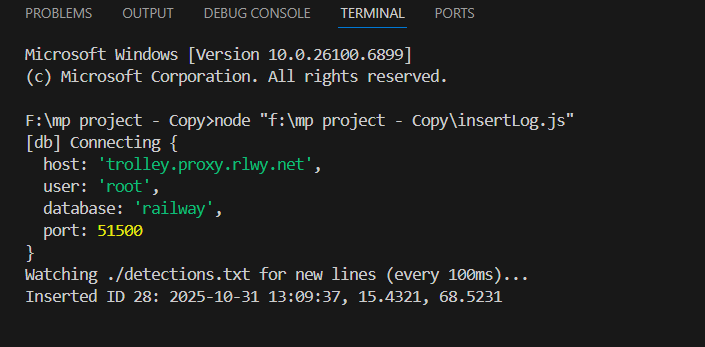 PROBLEMS OUTPUT DEBUG CONSOLE TERMINAL PORTS
Microsoft Windows [Version 10.0.26100.6899]
(c) Microsoft Corporation. All rights reserved.
F:\mp project - Copy>node "f:\mp project - Copy\insertLog.js"
[db] Connecting {
  host: 'trolley.proxy.rlwy.net',
  user: 'root',
  database: 'railway',
  port: 51500
}
Watching ./detections.txt for new lines (every 100ms)...
Inserted ID 28: 2025-10-31 13:09:37, 15.4321, 68.5231